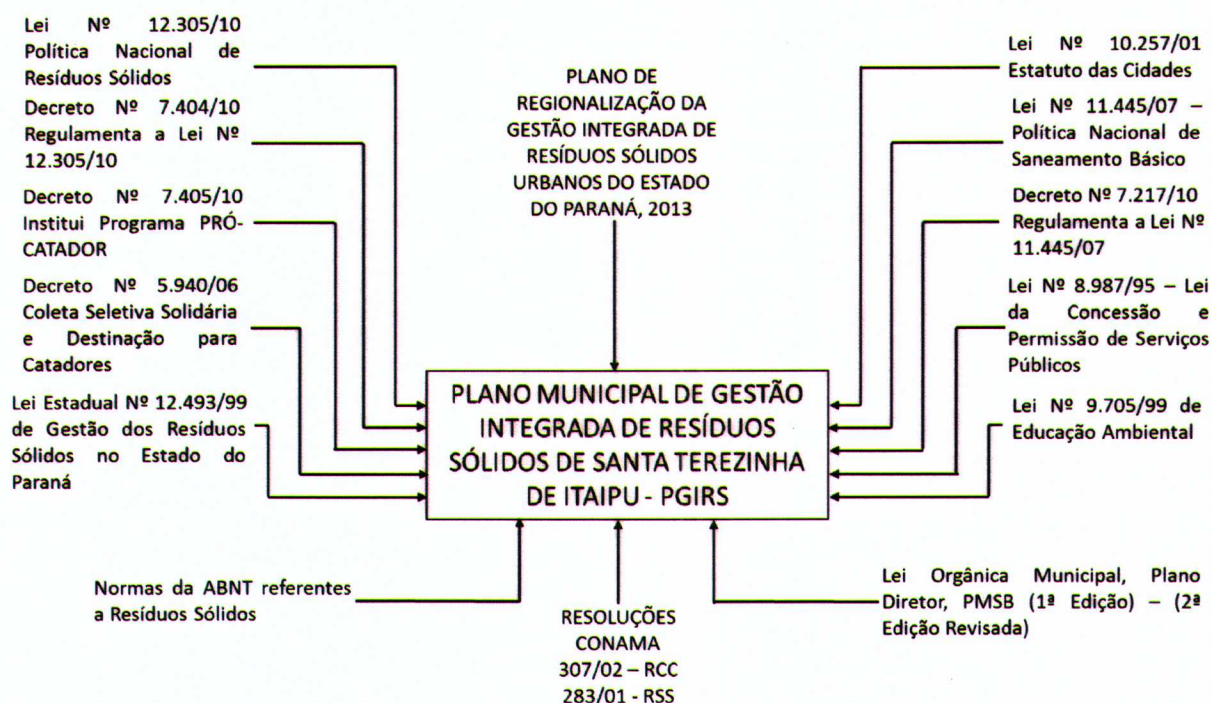 Lei Nº 12.305/10
Política Nacional de
Resíduos Sólidos
Decreto Nº 7.404/10
Regulamenta a Lei Nº
12.305/10
Decreto Nº 7.405/10
Institui Programa PRÓ-
CATADOR
Decreto Nº 5.940/06
Coleta Seletiva Solidária
e Destinação para
Catadores
Lei Estadual Nº 12.493/99
de Gestão dos Resíduos
Sólidos no Estado do
Paraná
PLANO DE
REGIONALIZAÇÃO DA
GESTÃO INTEGRADA DE
RESÍDUOS SÓLIDOS
URBANOS DO ESTADO
DO PARANÁ, 2013
Lei Nº 10.257/01
Estatuto das Cidades
Lei Nº 11.445/07 –
Política Nacional de
Saneamento Básico
Decreto Nº 7.217/10
Regulamenta a Lei Nº
11.445/07
Lei Nº 8.987/95 – Lei
da Concessão e
Permissão de Serviços
Públicos
Lei Nº 9.705/99 de
Educação Ambiental
PLANO MUNICIPAL DE GESTÃO
INTEGRADA DE RESÍDUOS
SÓLIDOS DE SANTA TEREZINHA
DE ITAIPU - PGIRS
Normas da ABNT referentes
a Resíduos Sólidos
RESOLUÇÕES
CONAMA
307/02 – RCC
283/01 - RSS
Lei Orgânica Municipal, Plano
Diretor, PMSB (1ª Edição) – (2ª
Edição Revisada)